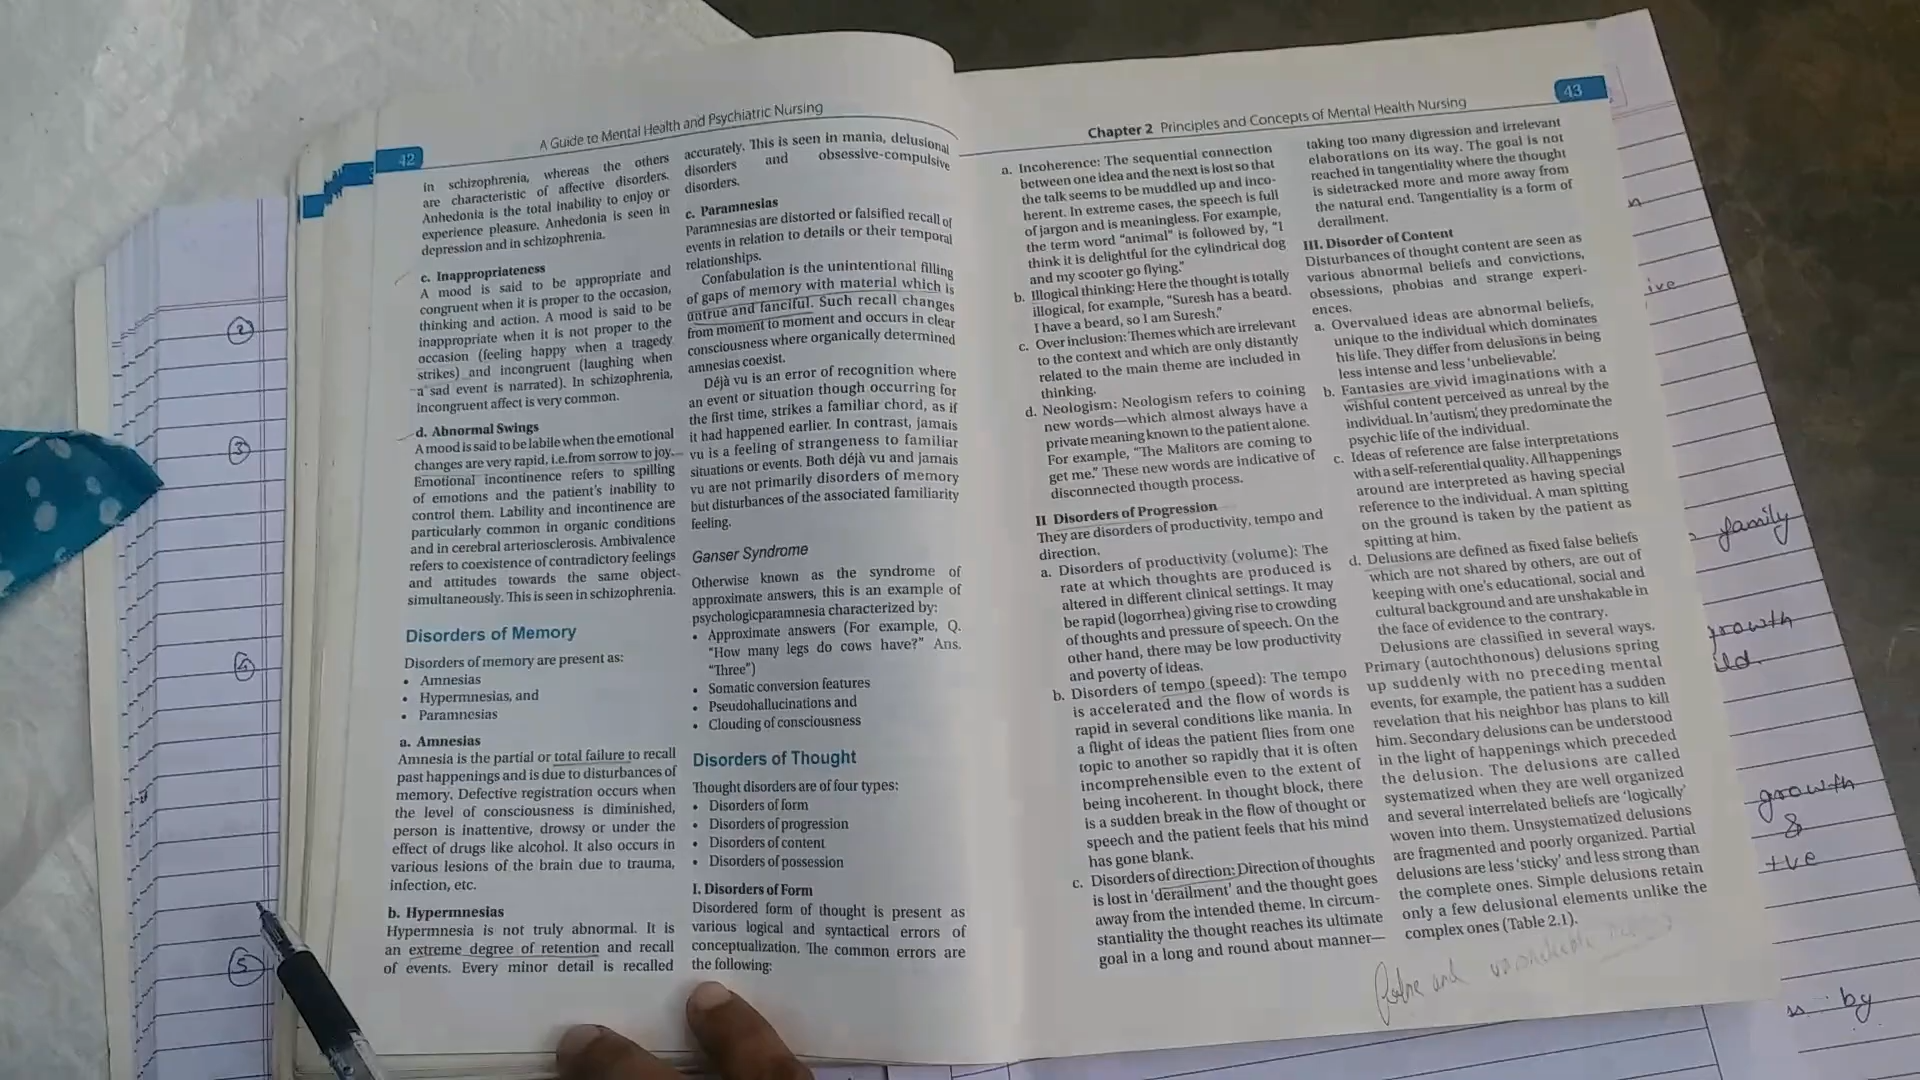 42
A Guide to Mental Health and Psychiatric Nursing
in schizophrenia, whereas the others
are characteristic of affective disorders.
Anhedonia is the total inability to enjoy or
experience pleasure. Anhedonia is seen in
depression and in schizophrenia.
c. Inappropriateness
A mood is said to be appropriate and
congruent when it is proper to the occasion,
thinking and action. A mood is said to be
inappropriate when it is not proper to the
occasion (feeling happy when a tragedy
strikes) and incongruent (laughing when
a sad event is narrated). In schizophrenia,
incongruent affect is very common.
d. Abnormal Swings
A mood is said to be labile when the emotional
changes are very rapid, i.e.from sorrow to joy.
Emotional incontinence refers to spilling
of emotions and the patient's inability to
control them. Lability and incontinence are
particularly common in organic conditions
and in cerebral arteriosclerosis. Ambivalence
refers to coexistence of contradictory feelings
and attitudes towards the same object
simultaneously. This is seen in schizophrenia.
Disorders of Memory
Disorders of memory are present as:
• Amnesias
• Hypermnesias, and
• Paramnesias
a. Amnesias
Amnesia is the partial or total failure to recall
past happenings and is due to disturbances of
memory. Defective registration occurs when
the level of consciousness is diminished,
person is inattentive, drowsy or under the
effect of drugs like alcohol. It also occurs in
various lesions of the brain due to trauma,
infection, etc.
b. Hypermnesias
Hypermnesia is not truly abnormal. It is
an extreme degree of retention and recall
of events. Every minor detail is recalled
accurately. This is seen in mania, delusional
disorders and obsessive-compulsive
disorders.
c. Paramnesias
Paramnesias are distorted or falsified recall of
events in relation to details or their temporal
relationships.
Confabulation is the unintentional filling
of gaps of memory with material which is
untrue and fanciful. Such recall changes
from moment to moment and occurs in clear
consciousness where organically determined
amnesias coexist.
Déjà vu is an error of recognition where
an event or situation though occurring for
the first time, strikes a familiar chord, as if
it had happened earlier. In contrast, jamais
vu is a feeling of strangeness to familiar
situations or events. Both déjà vu and jamais
vu are not primarily disorders of memory
but disturbances of the associated familiarity
feeling.
Ganser Syndrome
Otherwise known as the syndrome of
approximate answers, this is an example of
psychologicparamnesia characterized by:
• Approximate answers (For example, Q.
"How many legs do cows have?" Ans.
"Three")
• Somatic conversion features
• Pseudohallucinations and
• Clouding of consciousness
Disorders of Thought
Thought disorders are of four types:
• Disorders of form
• Disorders of progression
• Disorders of content
• Disorders of possession
I. Disorders of Form
Disordered form of thought is present as
various logical and syntactical errors of
conceptualization. The common errors are
the following:
Chapter 2 Principles and Concepts of Mental Health Nursing
43
a. Incoherence: The sequential connection
between one idea and the next is lost so that
the talk seems to be muddled up and inco-
herent. In extreme cases, the speech is full
of jargon and is meaningless. For example,
the term word "animal" is followed by, "I
think it is delightful for the cylindrical dog
and my scooter go flying."
b. Illogical thinking: Here the thought is totally
illogical, for example, "Suresh has a beard.
I have a beard, so I am Suresh."
c. Over inclusion: Themes which are irrelevant
to the context and which are only distantly
related to the main theme are included in
thinking.
d. Neologism: Neologism refers to coining
new words—which almost always have a
private meaning known to the patient alone.
For example, "The Malitors are coming to
get me." These new words are indicative of
disconnected thougth process.
II Disorders of Progression
They are disorders of productivity, tempo and
direction.
a. Disorders of productivity (volume): The
rate at which thoughts are produced is
altered in different clinical settings. It may
be rapid (logorrhea) giving rise to crowding
of thoughts and pressure of speech. On the
other hand, there may be low productivity
and poverty of ideas.
b. Disorders of tempo (speed): The tempo
is accelerated and the flow of words is
rapid in several conditions like mania. In
a flight of ideas the patient flies from one
topic to another so rapidly that it is often
incomprehensible even to the extent of
being incoherent. In thought block, there
is a sudden break in the flow of thought or
speech and the patient feels that his mind
has gone blank.
c. Disorders of direction: Direction of thoughts
is lost in 'derailment' and the thought goes
away from the intended theme. In circum-
stantiality the thought reaches its ultimate
goal in a long and round about manner—
taking too many digression and irrelevant
elaborations on its way. The goal is not
reached in tangentiality where the thought
is sidetracked more and more away from
the natural end. Tangentiality is a form of
derallment.
III. Disorder of Content
Disturbances of thought content are seen as
various abnormal beliefs and convictions,
obsessions, phobias and strange experi-
ences.
a. Overvalued ideas are abnormal beliefs,
unique to the individual which dominates
his life. They differ from delusions in being
less intense and less 'unbelievable'.
b. Fantasies are vivid imaginations with a
wishful content perceived as unreal by the
individual. In 'autism', they predominate the
psychic life of the individual.
c. Ideas of reference are false interpretations
with a self-referential quality. All happenings
around are interpreted as having special
reference to the individual. A man spitting
on the ground is taken by the patient as
spitting at him.
d. Delusions are defined as fixed false beliefs
which are not shared by others, are out of
keeping with one's educational, social and
cultural background and are unshakable in
the face of evidence to the contrary.
Delusions are classified in several ways.
Primary (autochthonous) delusions spring
up suddenly with no preceding mental
events, for example, the patient has a sudden
revelation that his neighbor has plans to kill
him. Secondary delusions can be understood
in the light of happenings which preceded
the delusion. The delusions are called
systematized when they are well organized
and several interrelated beliefs are 'logically'
woven into them. Unsystematized delusions
are fragmented and poorly organized. Partial
delusions are less 'sticky' and less strong than
the complete ones. Simple delusions retain
only a few delusional elements unlike the
complex ones (Table 2.1).
and
2
3
4
5
ive
family
growth
ild.
growth
&
+ve
by